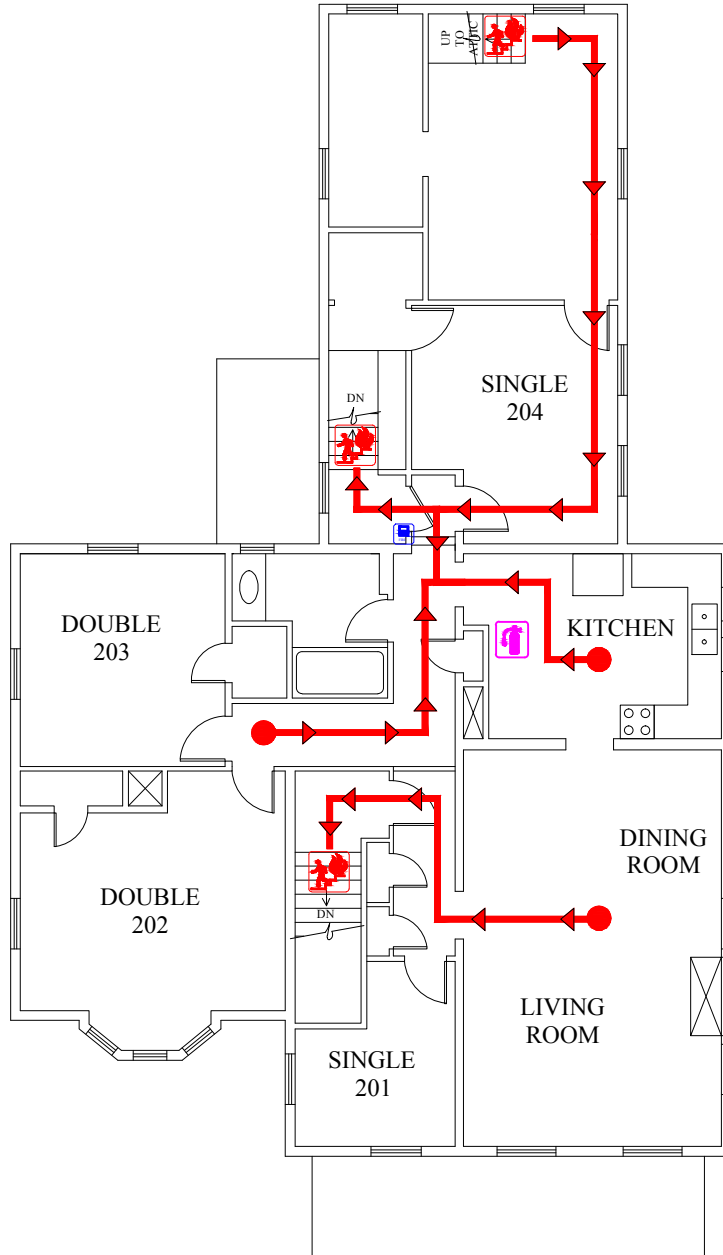 UP
TO
ATTIC
DN
SINGLE
204
DOUBLE
203
KITCHEN
DINING
ROOM
DOUBLE
202
DN
LIVING
ROOM
SINGLE
201